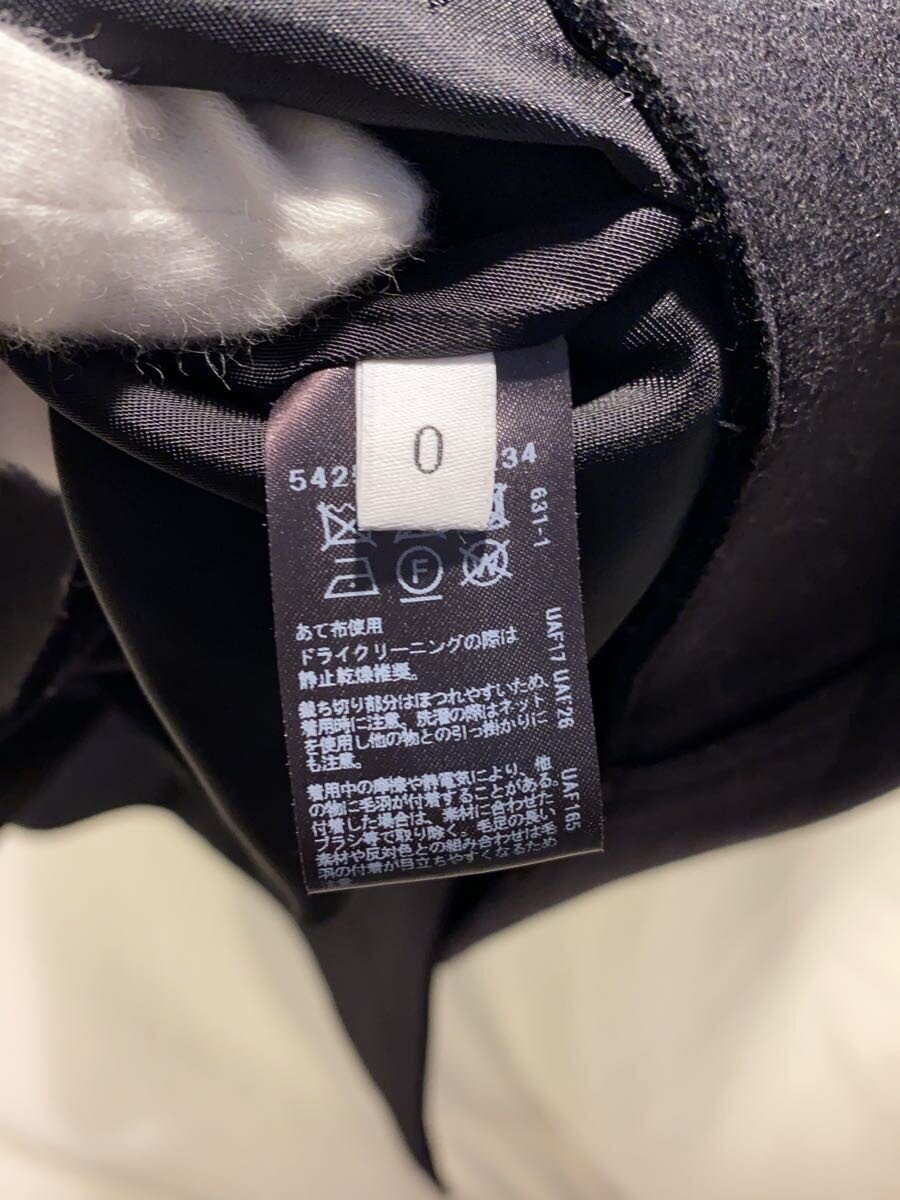 0
542
34
F
W
あて布使用
ドライクリーニングの際は
静止乾燥推奨。
裁ち切り部分はほつれやすいため、
着用時に注意。洗濯の際はネット
を使用し他の物との引っ掛かりに
も注意。
着用中の摩擦や静電気により、他
の物に毛羽が付着することがある。
付着した場合は、素材に合わせた
ブラシ等で取り除く。毛足の長い
素材や反対色との組み合わせは毛
羽の付着が目立ちやすくなるため
注意。
631-1
UAF17 UAY26
UAF165